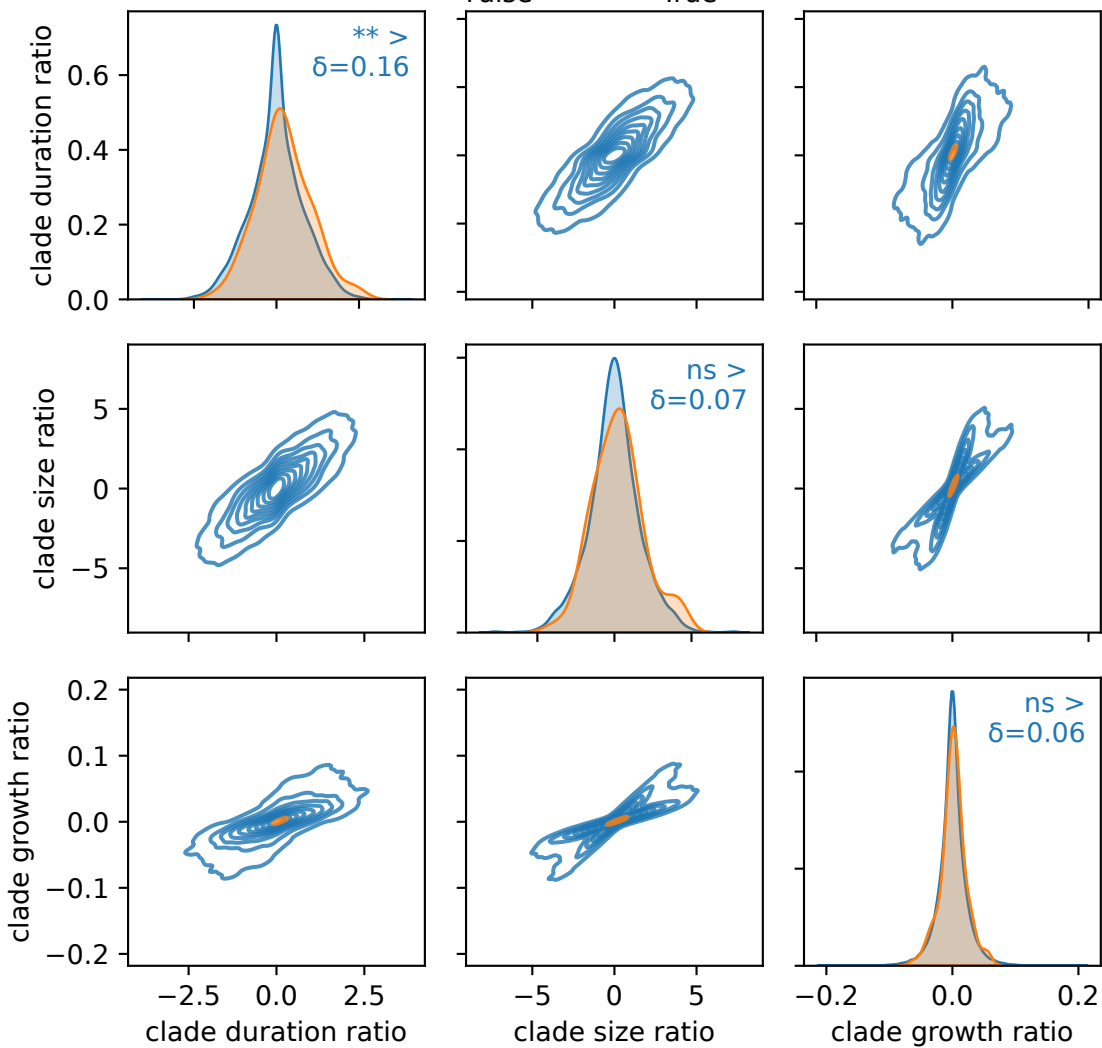 False True
** >
δ=0.16
clade duration ratio
0.6
0.4
0.2
0.0
ns >
δ=0.07
clade size ratio
5
0
−5
ns >
δ=0.06
clade growth ratio
0.2
0.1
0.0
−0.1
−0.2
−2.5 0.0 2.5
−5 0 5
−0.2 0.0 0.2
clade duration ratio
clade size ratio
clade growth ratio